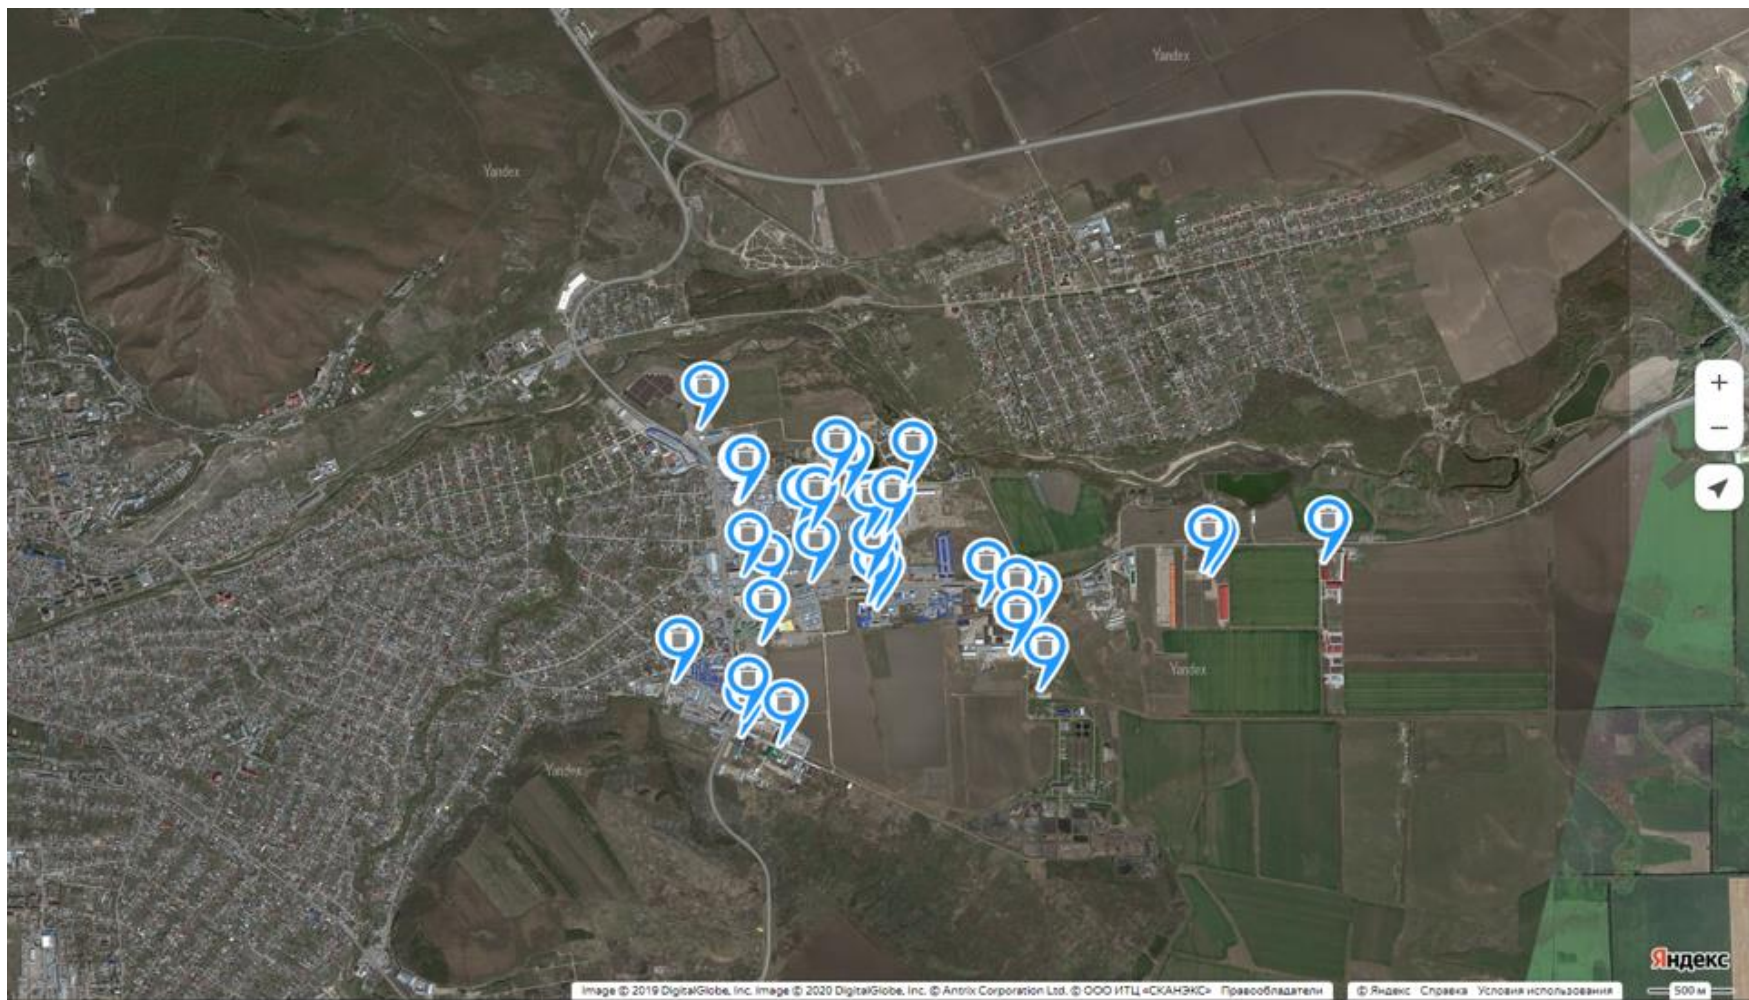 Yandex
Yandex
Yandex
Yandex
+
−
Яндекс
Image © 2019 DigitalGlobe, Inc. Image © 2020 DigitalGlobe, Inc. © Antrix Corporation Ltd. © ООО ИТЦ «СКАНЭКС» Правообладатели
© Яндекс Справка Условия использования
500 м